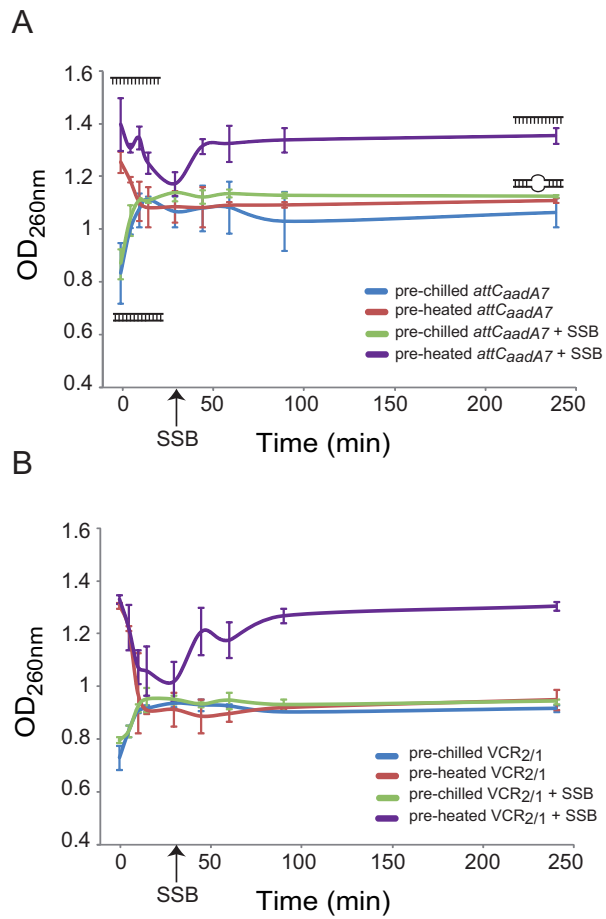 A
1.6
1.4
1.2
1
0.8
0.6
0.4
OD260nm
pre-chilled attCaadA7
pre-heated attCaadA7
pre-chilled attCaadA7 + SSB
pre-heated attCaadA7 + SSB
0 50 100 150 200 250
SSB
Time (min)
B
1.6
1.4
1.2
1
0.8
0.6
0.4
OD260nm
pre-chilled VCR2/1
pre-heated VCR2/1
pre-chilled VCR2/1 + SSB
pre-heated VCR2/1 + SSB
0 50 100 150 200 250
SSB
Time (min)